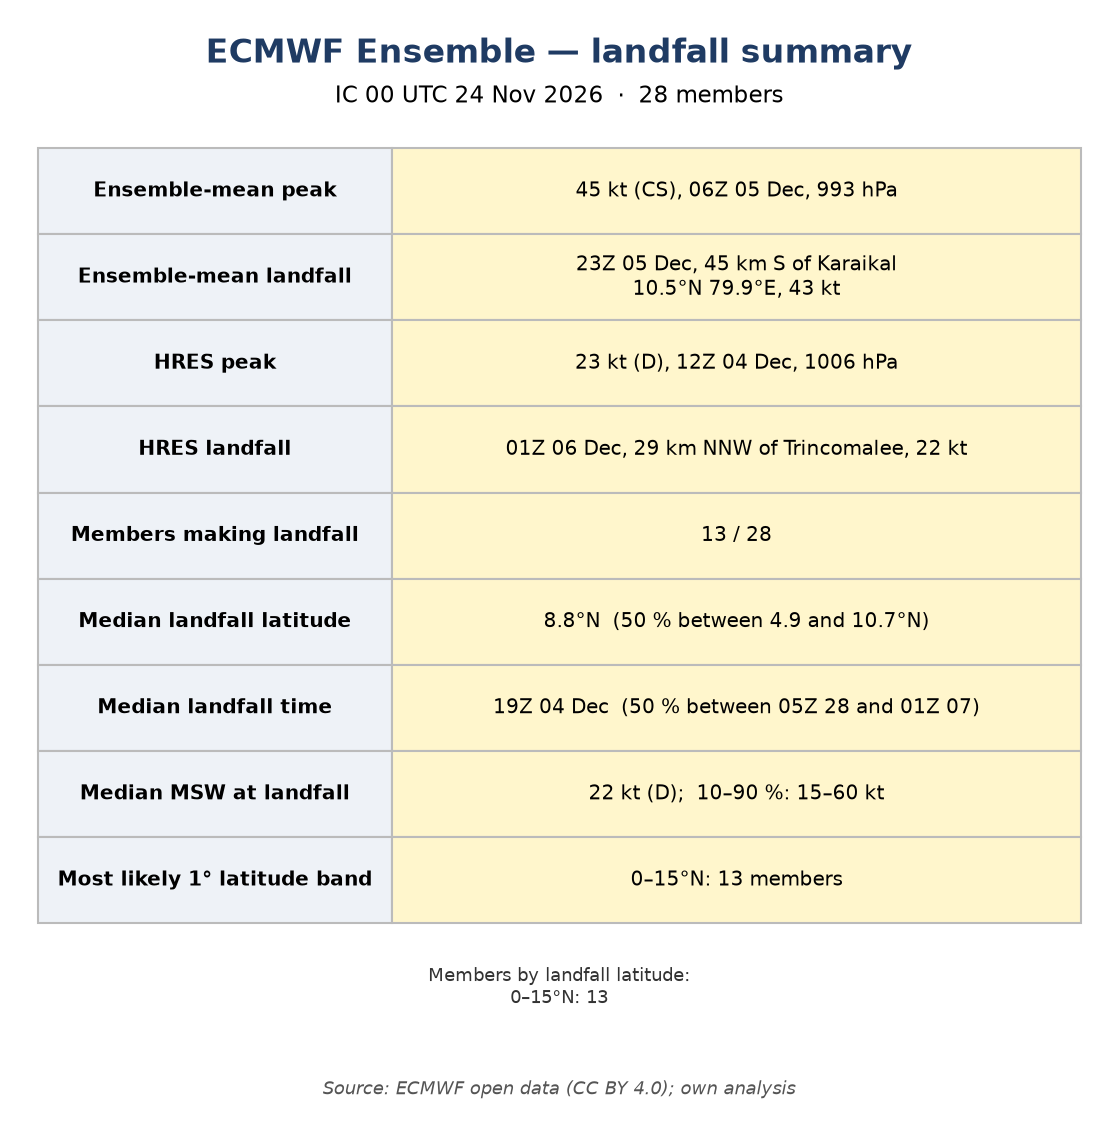 ECMWF Ensemble — landfall summary
IC 00 UTC 24 Nov 2026 · 28 members
Ensemble-mean peak
45 kt (CS), 06Z 05 Dec, 993 hPa
Ensemble-mean landfall
23Z 05 Dec, 45 km S of Karaikal
10.5°N 79.9°E, 43 kt
HRES peak
23 kt (D), 12Z 04 Dec, 1006 hPa
HRES landfall
01Z 06 Dec, 29 km NNW of Trincomalee, 22 kt
Members making landfall
13 / 28
Median landfall latitude
8.8°N (50 % between 4.9 and 10.7°N)
Median landfall time
19Z 04 Dec (50 % between 05Z 28 and 01Z 07)
Median MSW at landfall
22 kt (D); 10–90 %: 15–60 kt
Most likely 1° latitude band
0–15°N: 13 members
Members by landfall latitude:
0–15°N: 13
Source: ECMWF open data (CC BY 4.0); own analysis